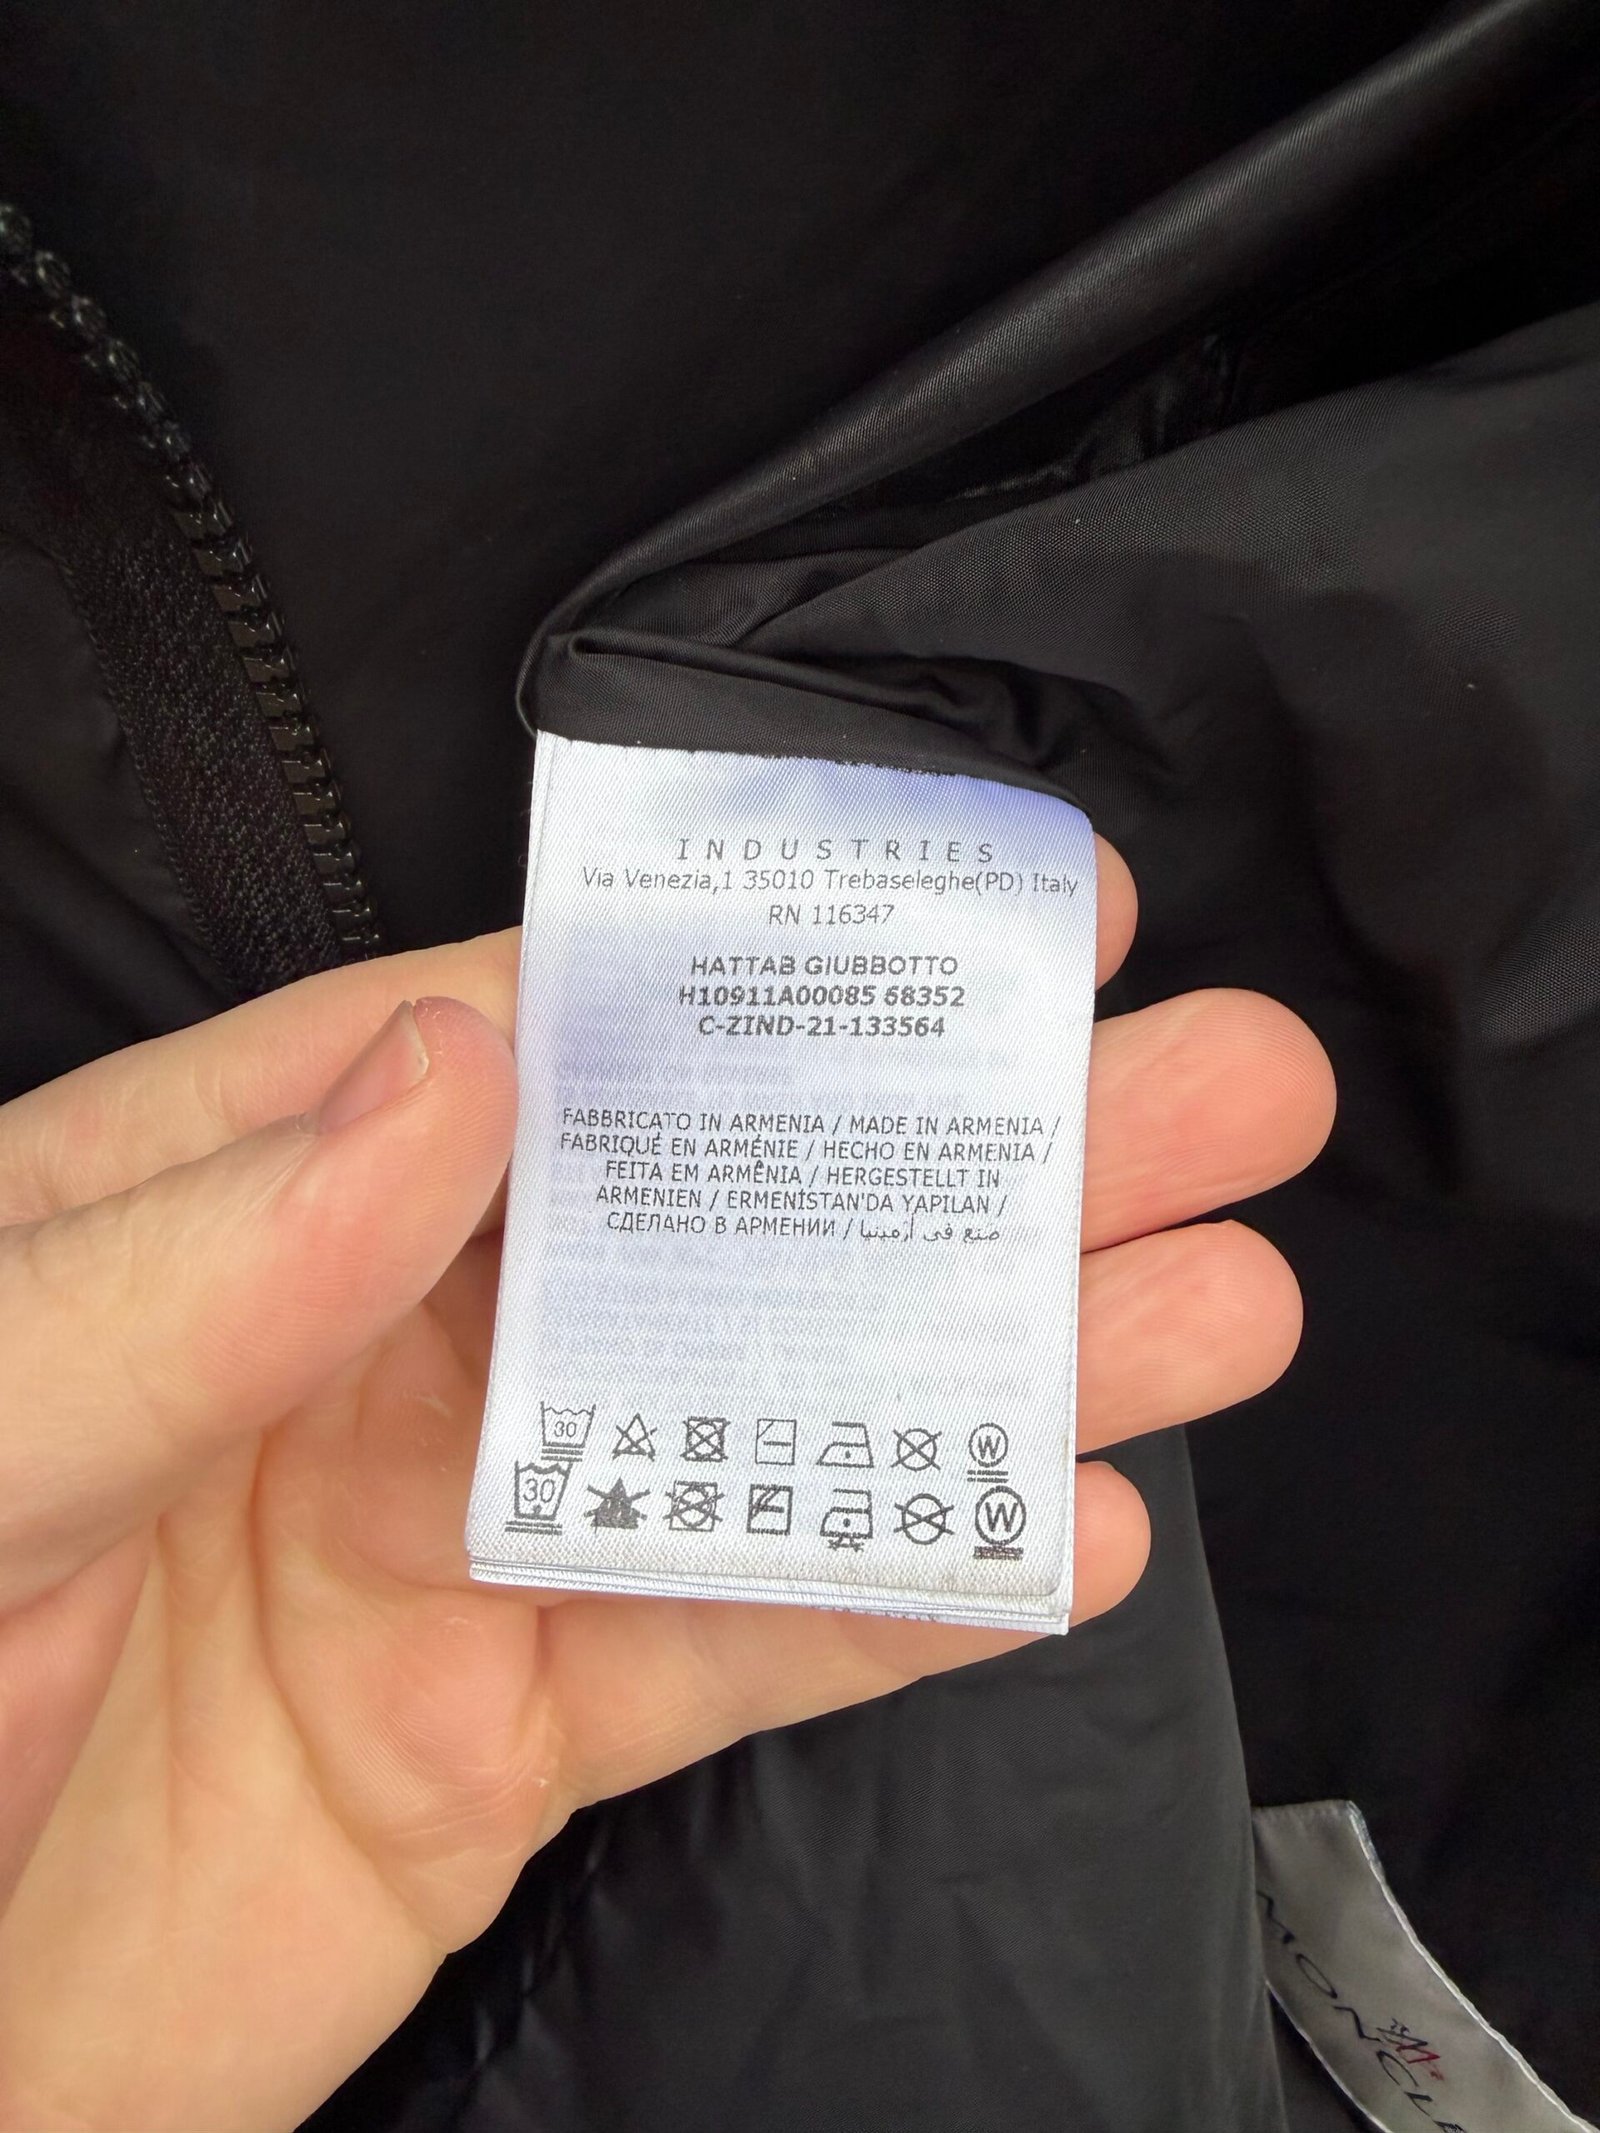 INDUSTRIES
Via Venezia,1 35010 Trebaseleghe(PD) Italy
RN 116347
HATTAB GIUBBOTTO
H10911A00085 68352
C-ZIND-21-133564
FABBRICATO IN ARMENIA / MADE IN ARMENIA /
FABRIQUÉ EN ARMÉNIE / HECHO EN ARMENIA /
FEITA EM ARMÊNIA / HERGESTELLT IN
ARMENIEN / ERMENİSTAN'DA YAPILAN /
СДЕЛАНО В АРМЕНИИ / صنع في أرمينيا
30 W
30 W